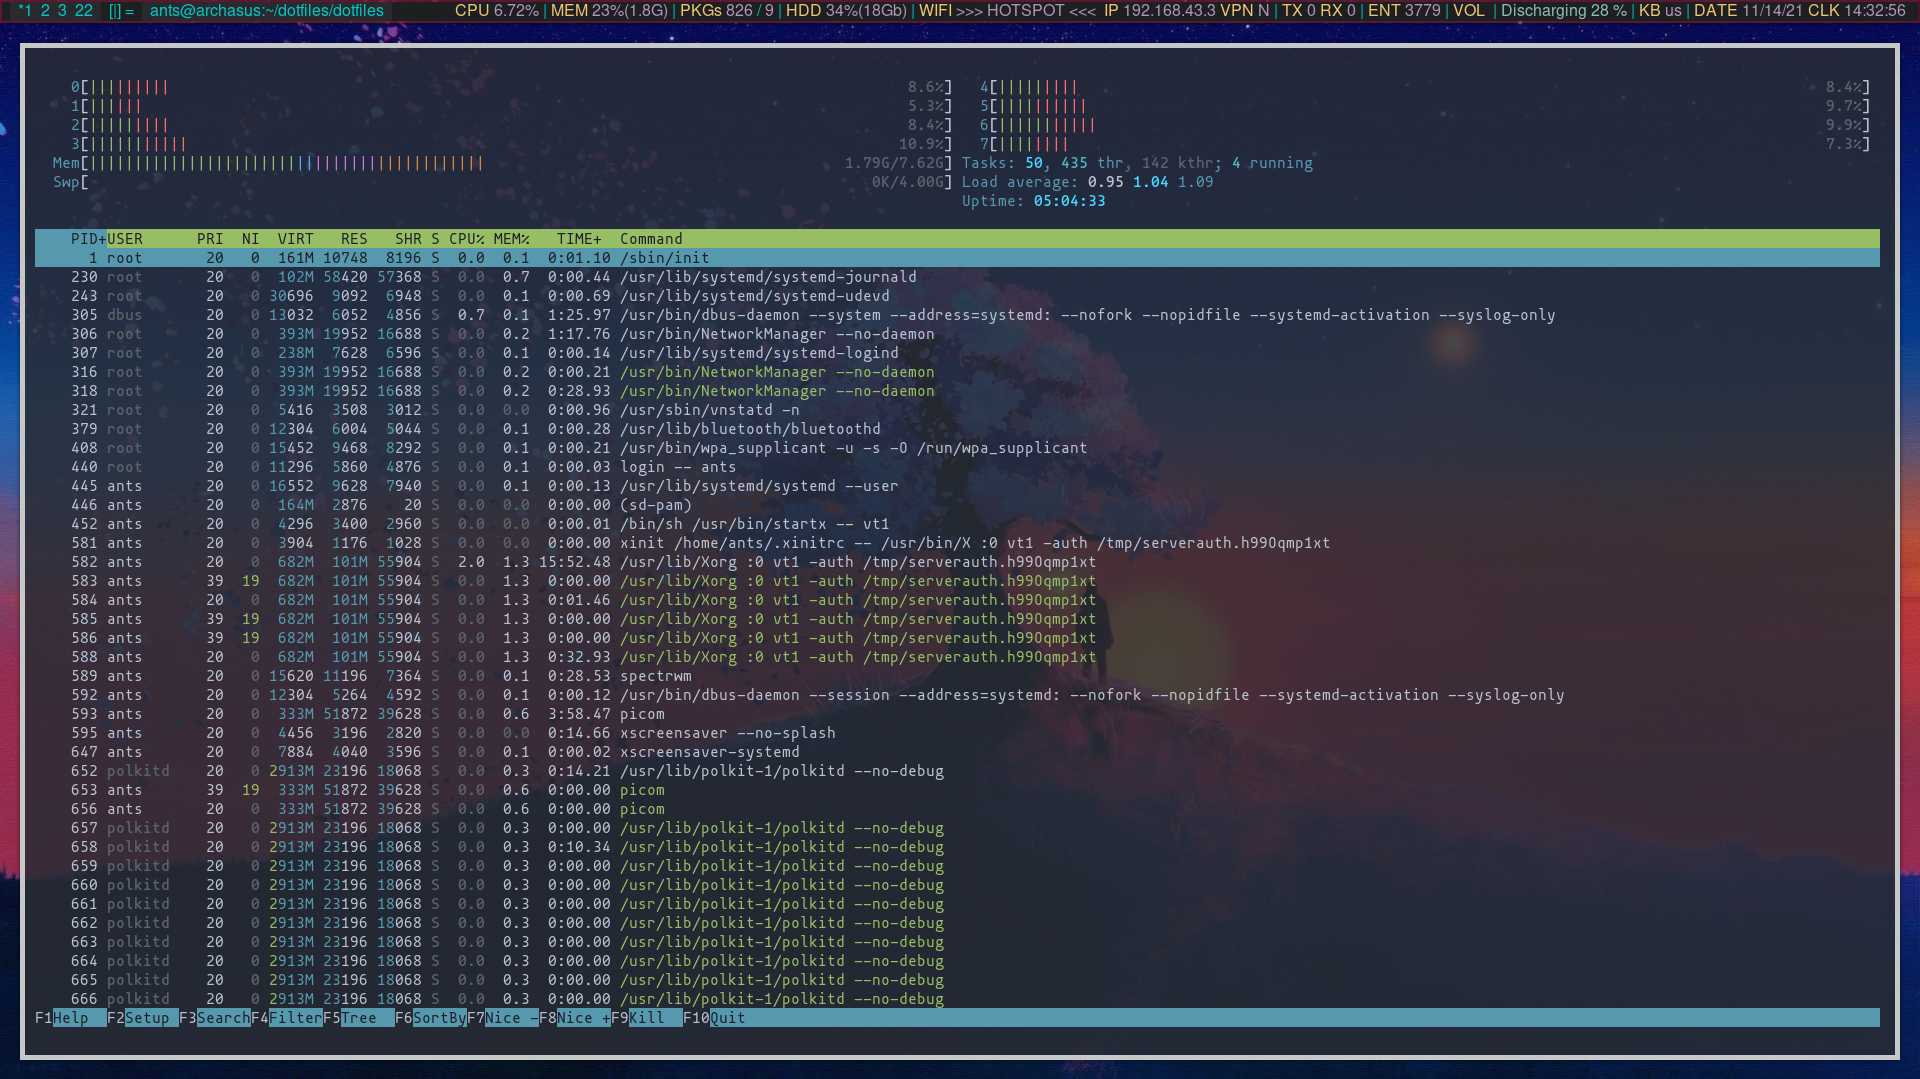 *1 2 3 22 [|] = ants@archasus:~/dotfiles/dotfiles CPU 6.72% | MEM 23%(1.8G) | PKGs 826 / 9 | HDD 34%(18Gb) | WIFI >>> HOTSPOT <<< IP 192.168.43.3 VPN N | TX 0 RX 0 | ENT 3779 | VOL | Discharging 28 % | KB us | DATE 11/14/21 CLK 14:32:56
0[||||||||| 8.6%] 4[||||||||| 8.4%]
1[|||||| 5.3%] 5[|||||||||| 9.7%]
2[||||||||| 8.4%] 6[||||||||||| 9.9%]
3[||||||||||| 10.9%] 7[|||||||| 7.3%]
Mem[|||||||||||||||||||||||||||||||||||||||||||| 1.79G/7.62G] Tasks: 50, 435 thr, 142 kthr; 4 running
Swp[ 0K/4.00G] Load average: 0.95 1.04 1.09
Uptime: 05:04:33
PID+USER PRI NI VIRT RES SHR S CPU% MEM% TIME+ Command
1 root 20 0 161M 10748 8196 S 0.0 0.1 0:01.10 /sbin/init
230 root 20 0 102M 58420 57368 S 0.0 0.7 0:00.44 /usr/lib/systemd/systemd-journald
243 root 20 0 30696 9092 6948 S 0.0 0.1 0:00.69 /usr/lib/systemd/systemd-udevd
305 dbus 20 0 13032 6052 4856 S 0.7 0.1 1:25.97 /usr/bin/dbus-daemon --system --address=systemd: --nofork --nopidfile --systemd-activation --syslog-only
306 root 20 0 393M 19952 16688 S 0.0 0.2 1:17.76 /usr/bin/NetworkManager --no-daemon
307 root 20 0 238M 7628 6596 S 0.0 0.1 0:00.14 /usr/lib/systemd/systemd-logind
316 root 20 0 393M 19952 16688 S 0.0 0.2 0:00.21 /usr/bin/NetworkManager --no-daemon
318 root 20 0 393M 19952 16688 S 0.0 0.2 0:28.93 /usr/bin/NetworkManager --no-daemon
321 root 20 0 5416 3508 3012 S 0.0 0.0 0:00.96 /usr/sbin/vnstatd -n
379 root 20 0 12304 6004 5044 S 0.0 0.1 0:00.28 /usr/lib/bluetooth/bluetoothd
408 root 20 0 15452 9468 8292 S 0.0 0.1 0:00.21 /usr/bin/wpa_supplicant -u -s -O /run/wpa_supplicant
440 root 20 0 11296 5860 4876 S 0.0 0.1 0:00.03 login -- ants
445 ants 20 0 16552 9628 7940 S 0.0 0.1 0:00.13 /usr/lib/systemd/systemd --user
446 ants 20 0 164M 2876 20 S 0.0 0.0 0:00.00 (sd-pam)
452 ants 20 0 4296 3400 2960 S 0.0 0.0 0:00.01 /bin/sh /usr/bin/startx -- vt1
581 ants 20 0 3904 1176 1028 S 0.0 0.0 0:00.00 xinit /home/ants/.xinitrc -- /usr/bin/X :0 vt1 -auth /tmp/serverauth.h99Oqmp1xt
582 ants 20 0 682M 101M 55904 S 2.0 1.3 15:52.48 /usr/lib/Xorg :0 vt1 -auth /tmp/serverauth.h99Oqmp1xt
583 ants 39 19 682M 101M 55904 S 0.0 1.3 0:00.00 /usr/lib/Xorg :0 vt1 -auth /tmp/serverauth.h99Oqmp1xt
584 ants 20 0 682M 101M 55904 S 0.0 1.3 0:01.46 /usr/lib/Xorg :0 vt1 -auth /tmp/serverauth.h99Oqmp1xt
585 ants 39 19 682M 101M 55904 S 0.0 1.3 0:00.00 /usr/lib/Xorg :0 vt1 -auth /tmp/serverauth.h99Oqmp1xt
586 ants 39 19 682M 101M 55904 S 0.0 1.3 0:00.00 /usr/lib/Xorg :0 vt1 -auth /tmp/serverauth.h99Oqmp1xt
588 ants 20 0 682M 101M 55904 S 0.0 1.3 0:32.93 /usr/lib/Xorg :0 vt1 -auth /tmp/serverauth.h99Oqmp1xt
589 ants 20 0 15620 11196 7364 S 0.0 0.1 0:28.53 spectrwm
592 ants 20 0 12304 5264 4592 S 0.0 0.1 0:00.12 /usr/bin/dbus-daemon --session --address=systemd: --nofork --nopidfile --systemd-activation --syslog-only
593 ants 20 0 333M 51872 39628 S 0.0 0.6 3:58.47 picom
595 ants 20 0 4456 3196 2820 S 0.0 0.0 0:14.66 xscreensaver --no-splash
647 ants 20 0 7884 4040 3596 S 0.0 0.1 0:00.02 xscreensaver-systemd
652 polkitd 20 0 2913M 23196 18068 S 0.0 0.3 0:14.21 /usr/lib/polkit-1/polkitd --no-debug
653 ants 39 19 333M 51872 39628 S 0.0 0.6 0:00.00 picom
656 ants 20 0 333M 51872 39628 S 0.0 0.6 0:00.00 picom
657 polkitd 20 0 2913M 23196 18068 S 0.0 0.3 0:00.00 /usr/lib/polkit-1/polkitd --no-debug
658 polkitd 20 0 2913M 23196 18068 S 0.0 0.3 0:10.34 /usr/lib/polkit-1/polkitd --no-debug
659 polkitd 20 0 2913M 23196 18068 S 0.0 0.3 0:00.00 /usr/lib/polkit-1/polkitd --no-debug
660 polkitd 20 0 2913M 23196 18068 S 0.0 0.3 0:00.00 /usr/lib/polkit-1/polkitd --no-debug
661 polkitd 20 0 2913M 23196 18068 S 0.0 0.3 0:00.00 /usr/lib/polkit-1/polkitd --no-debug
662 polkitd 20 0 2913M 23196 18068 S 0.0 0.3 0:00.00 /usr/lib/polkit-1/polkitd --no-debug
663 polkitd 20 0 2913M 23196 18068 S 0.0 0.3 0:00.00 /usr/lib/polkit-1/polkitd --no-debug
664 polkitd 20 0 2913M 23196 18068 S 0.0 0.3 0:00.00 /usr/lib/polkit-1/polkitd --no-debug
665 polkitd 20 0 2913M 23196 18068 S 0.0 0.3 0:00.00 /usr/lib/polkit-1/polkitd --no-debug
666 polkitd 20 0 2913M 23196 18068 S 0.0 0.3 0:00.00 /usr/lib/polkit-1/polkitd --no-debug
F1Help F2Setup F3SearchF4FilterF5Tree F6SortByF7Nice -F8Nice +F9Kill F10Quit